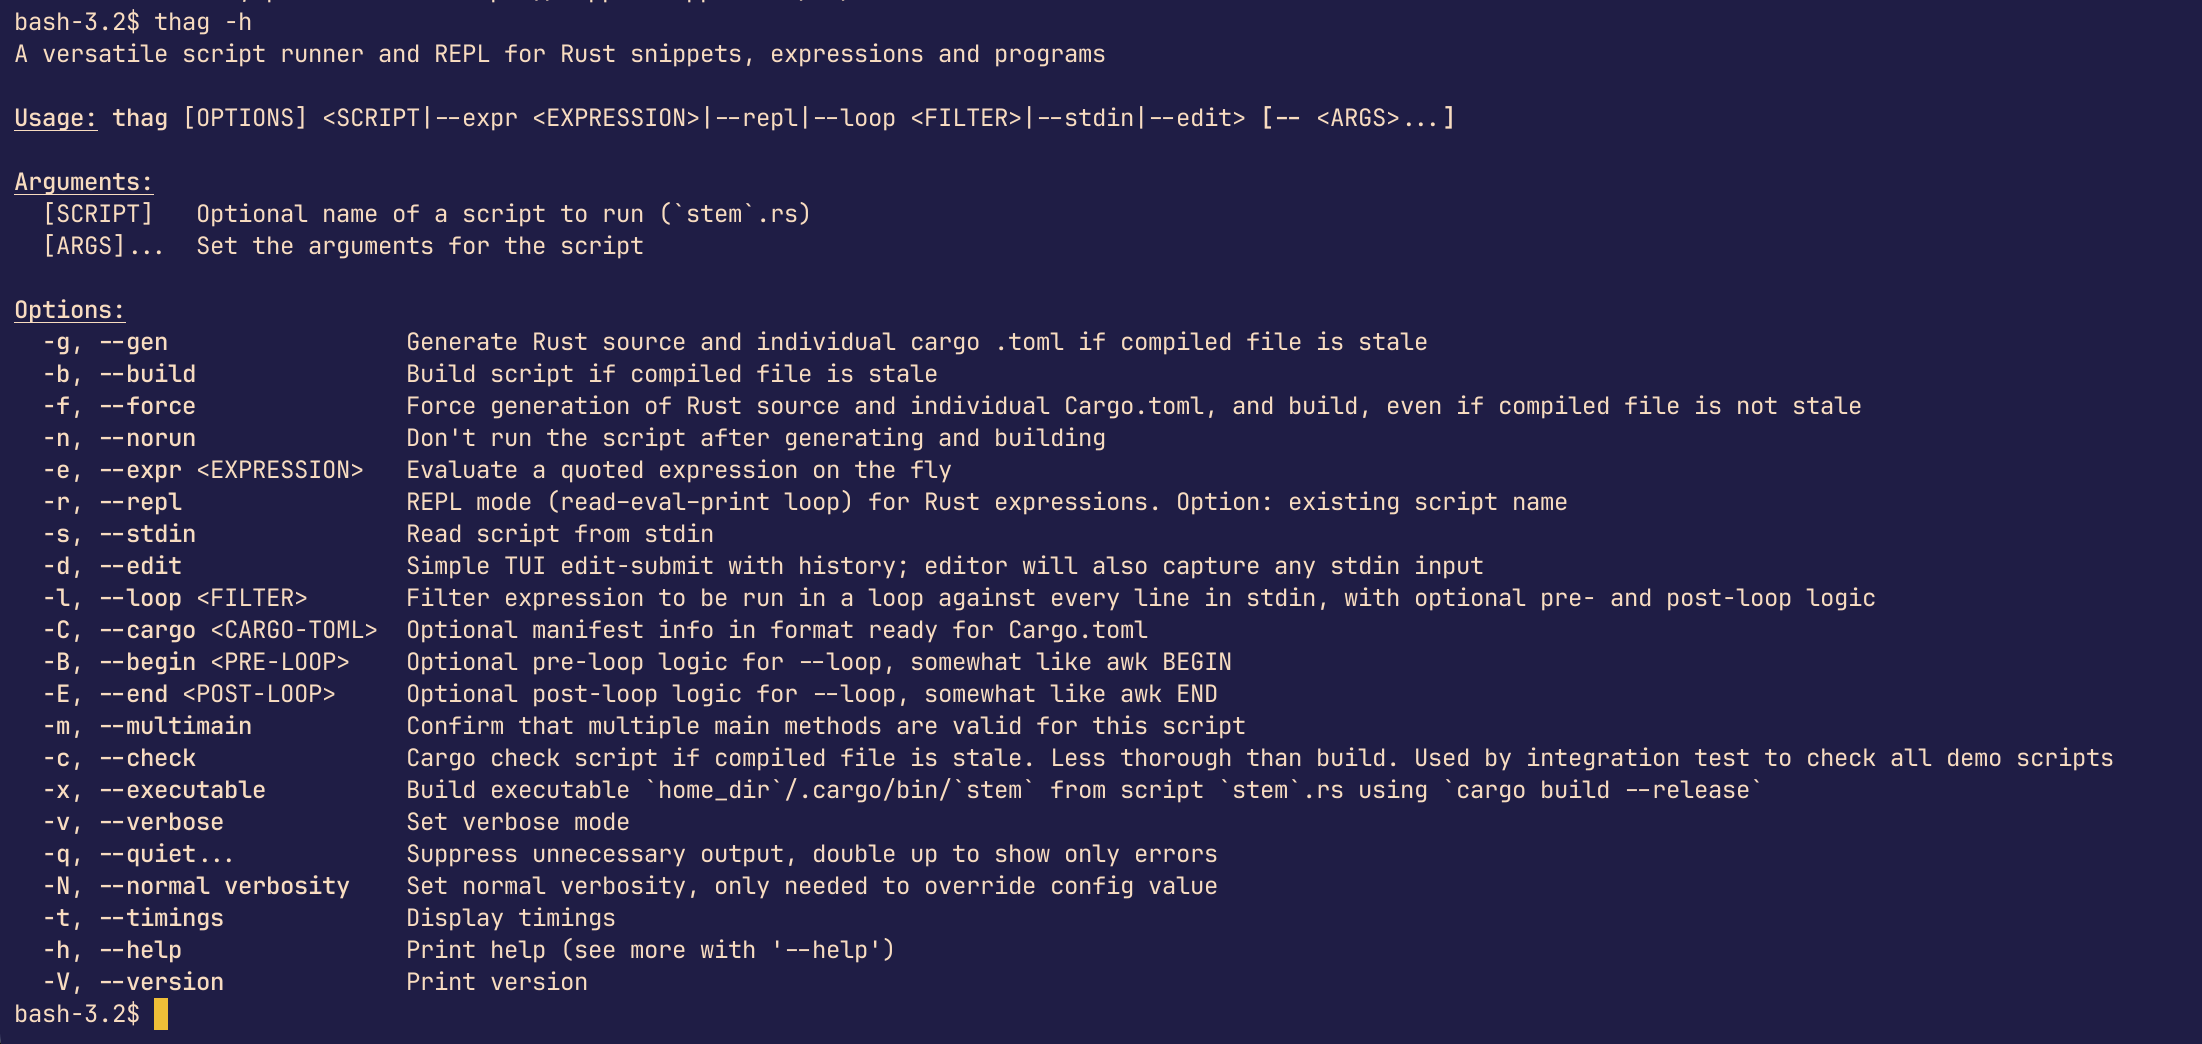 bash-3.2$ thag -h
A versatile script runner and REPL for Rust snippets, expressions and programs
Usage: thag [OPTIONS] <SCRIPT|--expr <EXPRESSION>|--repl|--loop <FILTER>|--stdin|--edit> [-- <ARGS>...]
Arguments:
  [SCRIPT]   Optional name of a script to run (`stem`.rs)
  [ARGS]...  Set the arguments for the script
Options:
  -g, --gen                 Generate Rust source and individual cargo .toml if compiled file is stale
  -b, --build               Build script if compiled file is stale
  -f, --force               Force generation of Rust source and individual Cargo.toml, and build, even if compiled file is not stale
  -n, --norun               Don't run the script after generating and building
  -e, --expr <EXPRESSION>   Evaluate a quoted expression on the fly
  -r, --repl                REPL mode (read-eval-print loop) for Rust expressions. Option: existing script name
  -s, --stdin               Read script from stdin
  -d, --edit                Simple TUI edit-submit with history; editor will also capture any stdin input
  -l, --loop <FILTER>       Filter expression to be run in a loop against every line in stdin, with optional pre- and post-loop logic
  -C, --cargo <CARGO-TOML>  Optional manifest info in format ready for Cargo.toml
  -B, --begin <PRE-LOOP>    Optional pre-loop logic for --loop, somewhat like awk BEGIN
  -E, --end <POST-LOOP>     Optional post-loop logic for --loop, somewhat like awk END
  -m, --multimain           Confirm that multiple main methods are valid for this script
  -c, --check               Cargo check script if compiled file is stale. Less thorough than build. Used by integration test to check all demo scripts
  -x, --executable          Build executable `home_dir`/.cargo/bin/`stem` from script `stem`.rs using `cargo build --release`
  -v, --verbose             Set verbose mode
  -q, --quiet...            Suppress unnecessary output, double up to show only errors
  -N, --normal verbosity    Set normal verbosity, only needed to override config value
  -t, --timings             Display timings
  -h, --help                Print help (see more with '--help')
  -V, --version             Print version
bash-3.2$